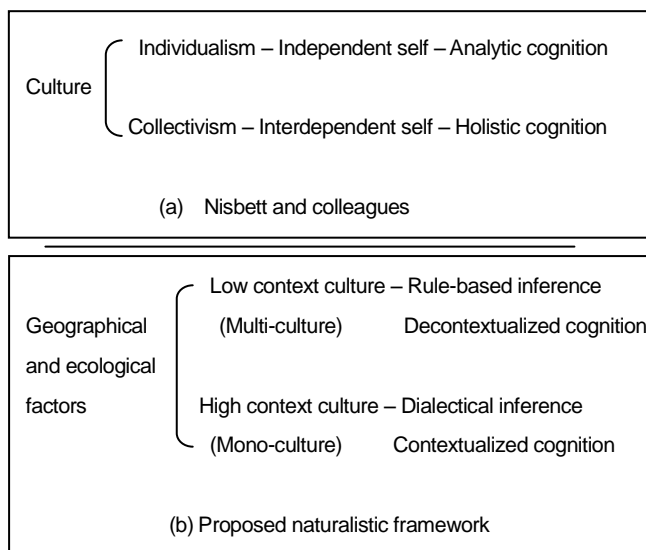 Individualism – Independent self – Analytic cognition
Culture
Collectivism – Interdependent self – Holistic cognition
(a) Nisbett and colleagues
Low context culture – Rule-based inference
Geographical (Multi-culture) Decontextualized cognition
and ecological
factors High context culture – Dialectical inference
(Mono-culture) Contextualized cognition
(b) Proposed naturalistic framework